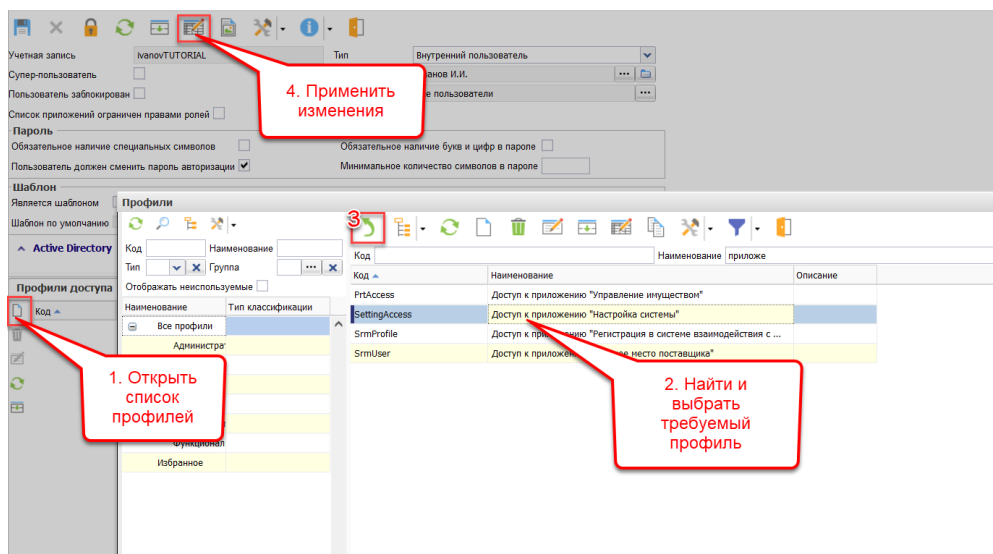 Учетная запись ivanovTUTORIAL Тип Внутренний пользователь
Супер-пользователь
Пользователь заблокирован
Список приложений ограничен правами ролей
4. Применить
изменения
Пароль
Обязательное наличие специальных символов Обязательное наличие букв и цифр в пароле
Пользователь должен сменить пароль авторизации Минимальное количество символов в пароле
Шаблон
Является шаблоном
Шаблон по умолчанию
Active Directory
Профили доступа
Код
1. Открыть
список
профилей
Профили
Код Наименование
Тип Группа
Отображать неиспользуемые
Наименование Тип классификации
Все профили
Избранное
3
Код Наименование приложе
Код Наименование Описание
PrtAccess Доступ к приложению "Управление имуществом"
SettingAccess Доступ к приложению "Настройка системы"
SrmProfile Доступ к "Регистрация в системе взаимодействия с ...
SrmUser Доступ к место поставщика"
2. Найти и
выбрать
требуемый
профиль